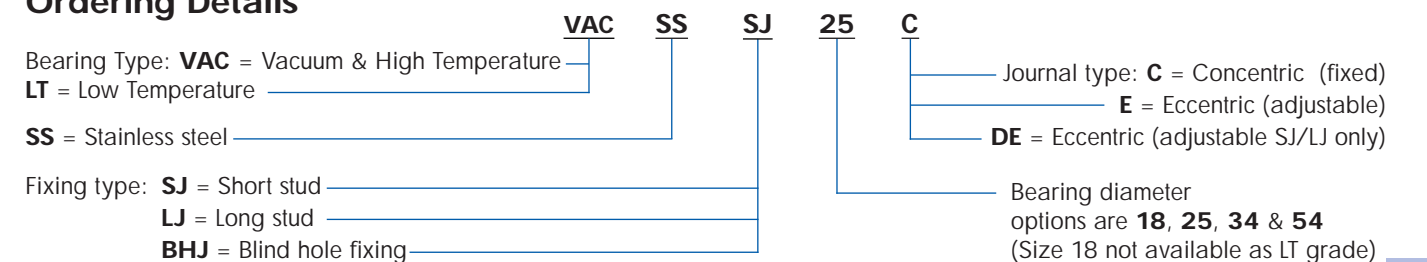 Ordering Details
VAC SS SJ 25 C
Bearing Type: VAC = Vacuum & High Temperature
LT = Low Temperature
SS = Stainless steel
Fixing type: SJ = Short stud
LJ = Long stud
BHJ = Blind hole fixing
Journal type: C = Concentric (fixed)
E = Eccentric (adjustable)
DE = Eccentric (adjustable SJ/LJ only)
Bearing diameter
options are 18, 25, 34 & 54
(Size 18 not available as LT grade)